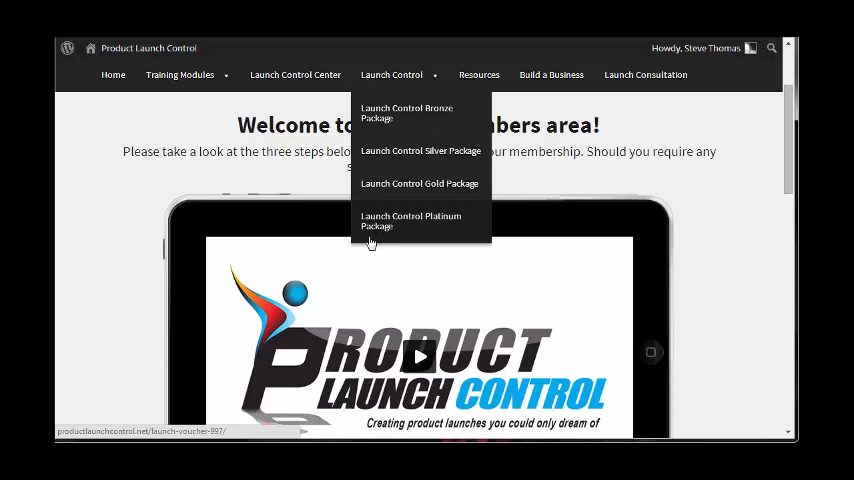 Product Launch Control
Howdy, Steve Thomas
Home Training Modules Launch Control Center Launch Control Resources Build a Business Launch Consultation
Launch Control Bronze
Package
Launch Control Silver Package
Launch Control Gold Package
Launch Control Platinum
Package
Welcome to mbers area!
Please take a look at the three steps belo our membership. Should you require any
s
PRODUCT
LAUNCH CONTROL
Creating product launches you could only dream of
productlaunchcontrol.net/launch-voucher-997/